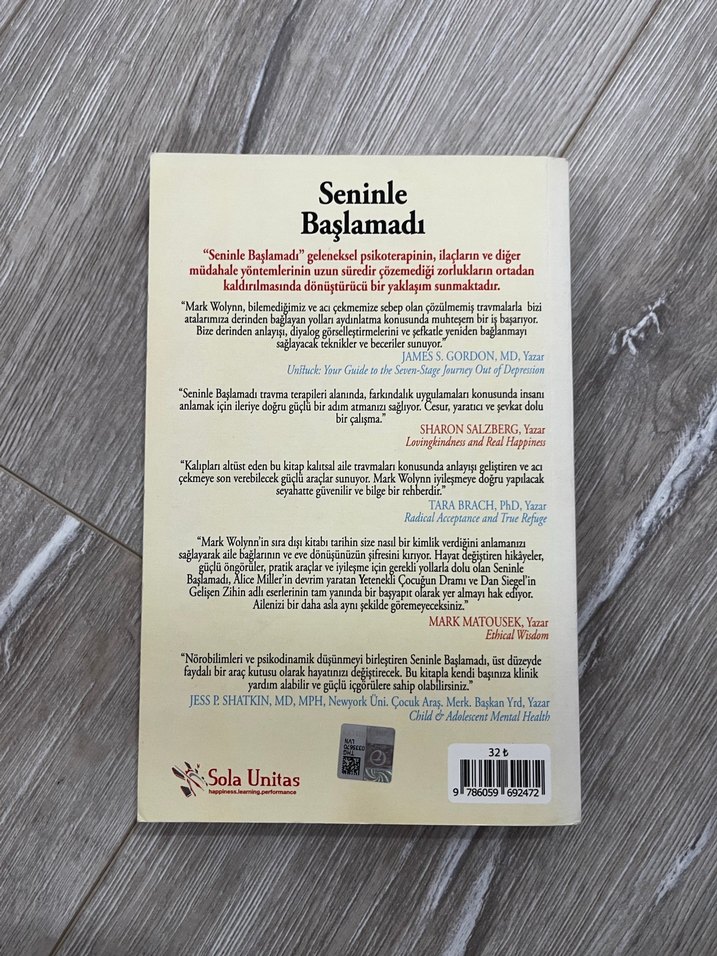 Seninle
Başlamadı
“Seninle Başlamadı” geleneksel psikoterapinin, ilaçların ve diğer
müdahale yöntemlerinin uzun süredir çözemediği zorlukların ortadan
kaldırılmasında dönüştürücü bir yaklaşım sunmaktadır.
“Mark Wolynn, bilemediğimiz ve acı çekmemize sebep olan çözülmemiş travmalarla bizi
atalarımıza derinden bağlayan yolları aydınlatma konusunda muhteşem bir iş başarıyor.
Bize derinden anlayışı, diyalog görselleştirmelerini ve şefkatle yeniden bağlanmayı
sağlayacak teknikler ve beceriler sunuyor.”
JAMES S. GORDON, MD, Yazar
Unstuck: Your Guide to the Seven-Stage Journey Out of Depression
“Seninle Başlamadı travma terapileri alanında, farkındalık uygulamaları konusunda insanı
anlamak için ileriye doğru güçlü bir adım atmanızı sağlıyor. Cesur, yaratıcı ve şevkat dolu
bir çalışma.”
SHARON SALZBERG, Yazar
Lovingkindness and Real Happiness
“Kalıpları altüst eden bu kitap kalıtsal aile travmaları konusunda anlayışı geliştiren ve acı
çekmeye son verebilecek güçlü araçlar sunuyor. Mark Wolynn iyileşmeye doğru yapılacak
seyahatte güvenilir ve bilge bir rehberdir.”
TARA BRACH, PhD, Yazar
Radical Acceptance and True Refuge
“Mark Wolynn’in sıra dışı kitabı tarihin size nasıl bir kimlik verdiğini anlamanızı
sağlayarak aile bağlarının ve eve dönüşünüzün şifresini kırıyor. Hayat değiştiren hikâyeler,
güçlü öngörüler, pratik araçlar ve iyileşme için gerekli yollarla dolu olan Seninle
Başlamadı, Alice Miller’in devrim yaratan Yetenekli Çocuğun Dramı ve Dan Siegel’in
Gelişen Zihin adlı eserlerinin tam yanında bir başyapıt olarak yer almayı hak ediyor.
Ailenizi bir daha asla aynı şekilde göremeyeceksiniz.”
MARK MATOUSEK, Yazar
Ethical Wisdom
“Nörobilimleri ve psikodinamik düşünmeyi birleştiren Seninle Başlamadı, üst düzeyde
faydalı bir araç kutusu olarak hayatınızı değiştirecek. Bu kitapla kendi başınıza klinik
yardım alabilir ve güçlü içgörülere sahip olabilirsiniz.”
JESS P. SHATKIN, MD, MPH, Newyork Üni. Çocuk Araş. Merk. Başkan Yrd, Yazar
Child & Adolescent Mental Health
Sola Unitas
happiness.learning.performance
32 ₺
9 786059 692472